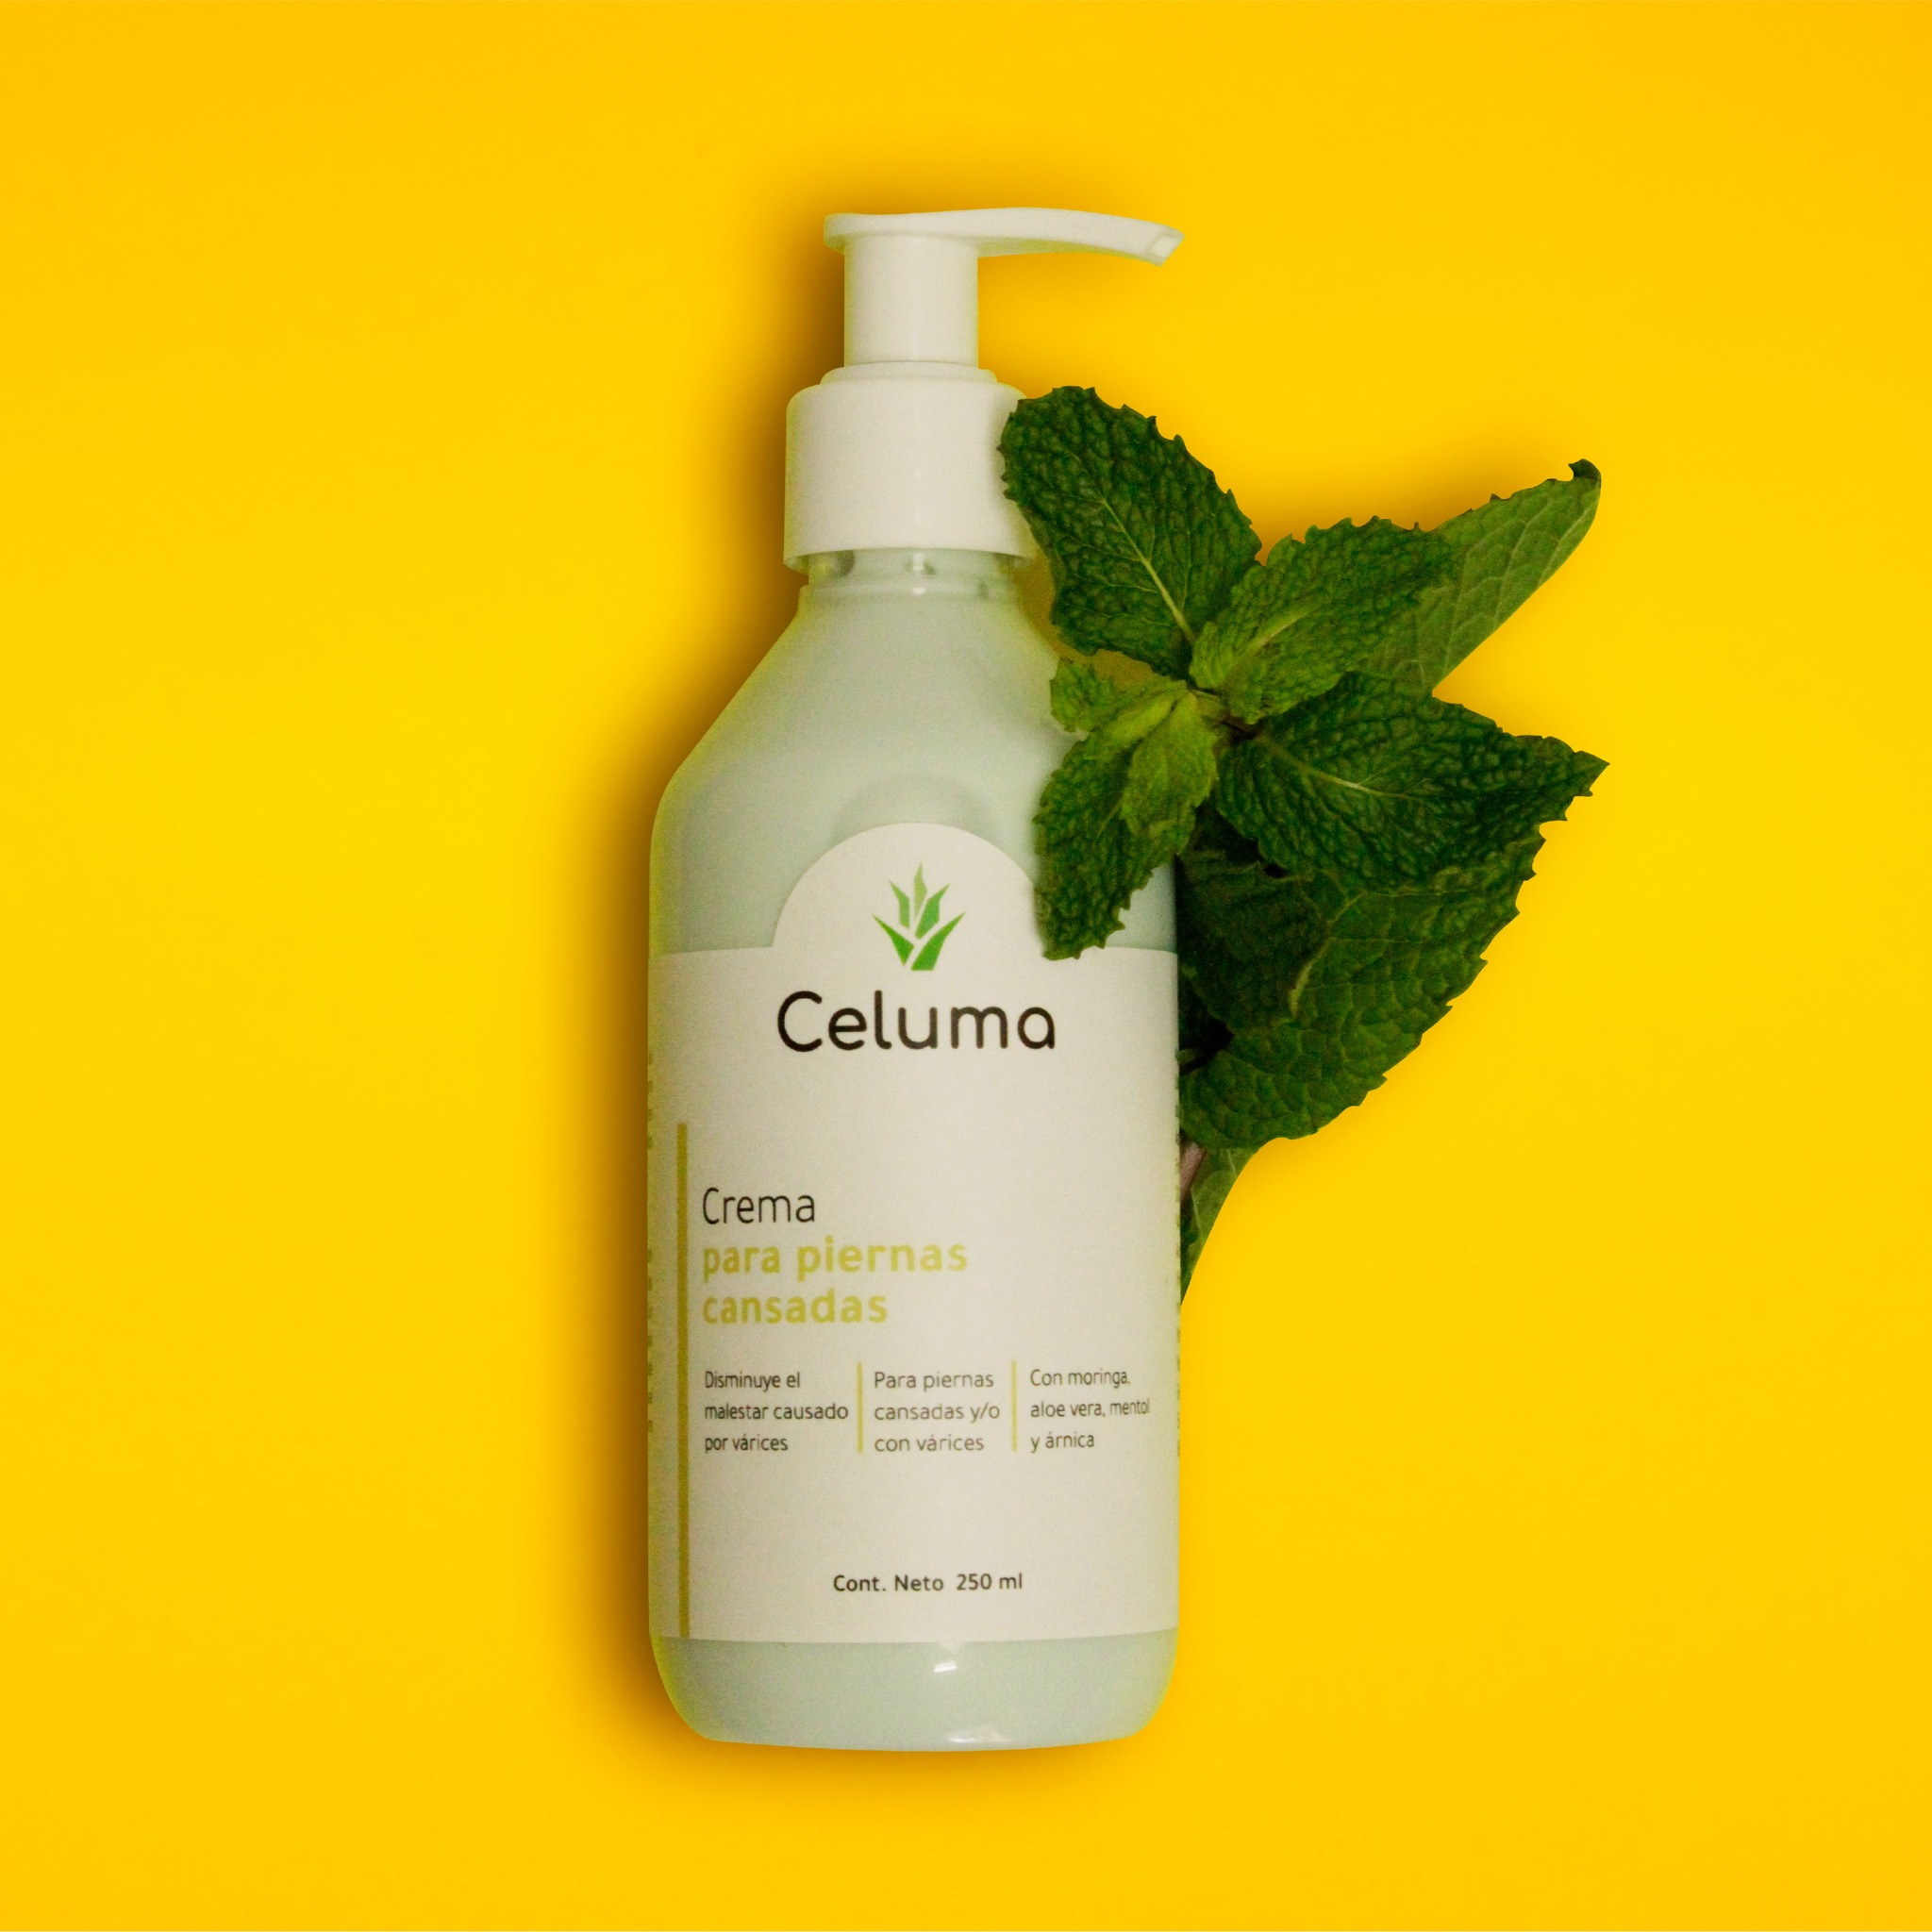 Celuma
Crema
para piernas
cansadas
Disminuye el
malestar causado
por várices
Para piernas
cansadas y/o
con várices
Con moringa,
aloe vera, mentol
y árnica
Cont. Neto 250 ml